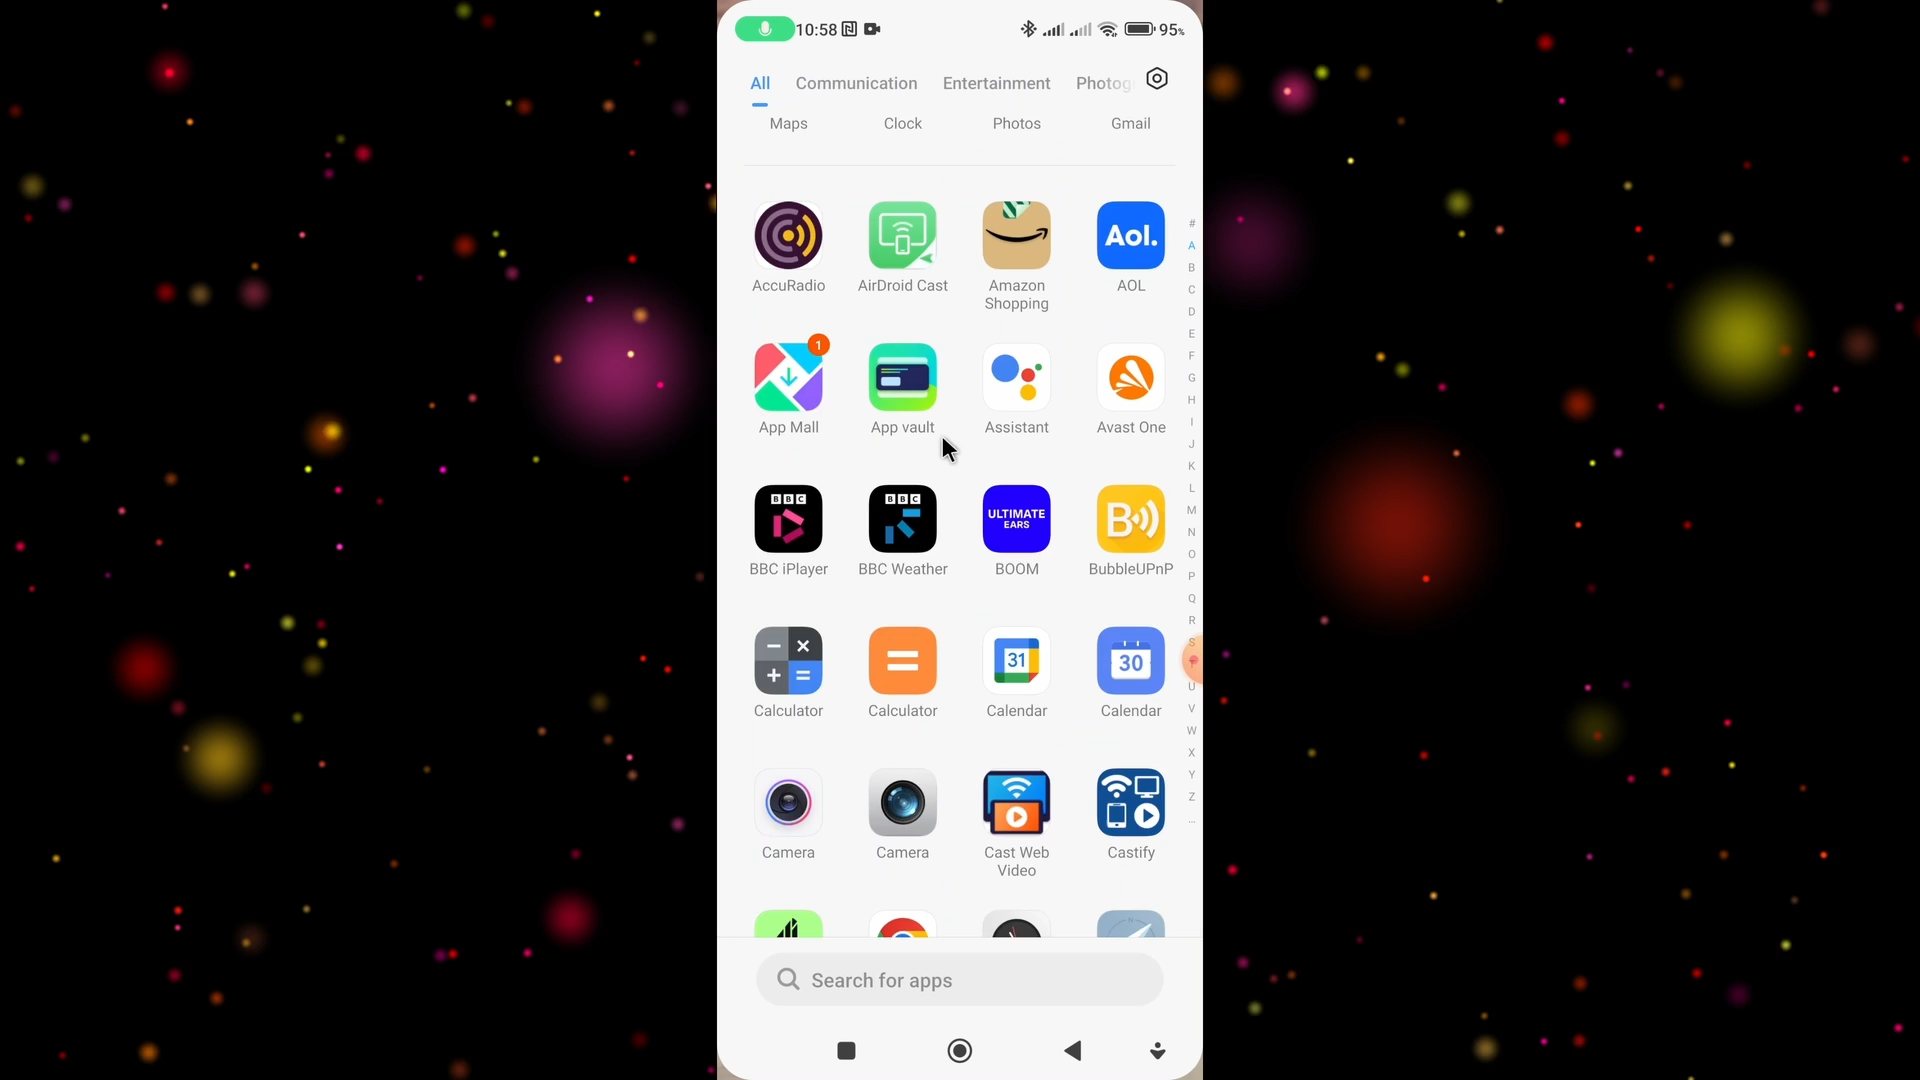 10:58 95%
All Communication Entertainment Photog
Maps Clock Photos Gmail
Aol.
AccuRadio AirDroid Cast Amazon Shopping AOL
1
App Mall App vault Assistant Avast One
BBC BBC ULTIMATE EARS B
BBC iPlayer BBC Weather BOOM BubbleUPnP
31 30
Calculator Calculator Calendar Calendar
Camera Camera Cast Web Video Castify
Search for apps
#
A
B
C
D
E
F
G
H
I
J
K
L
M
N
O
P
Q
R
S
U
V
W
X
Y
Z
...